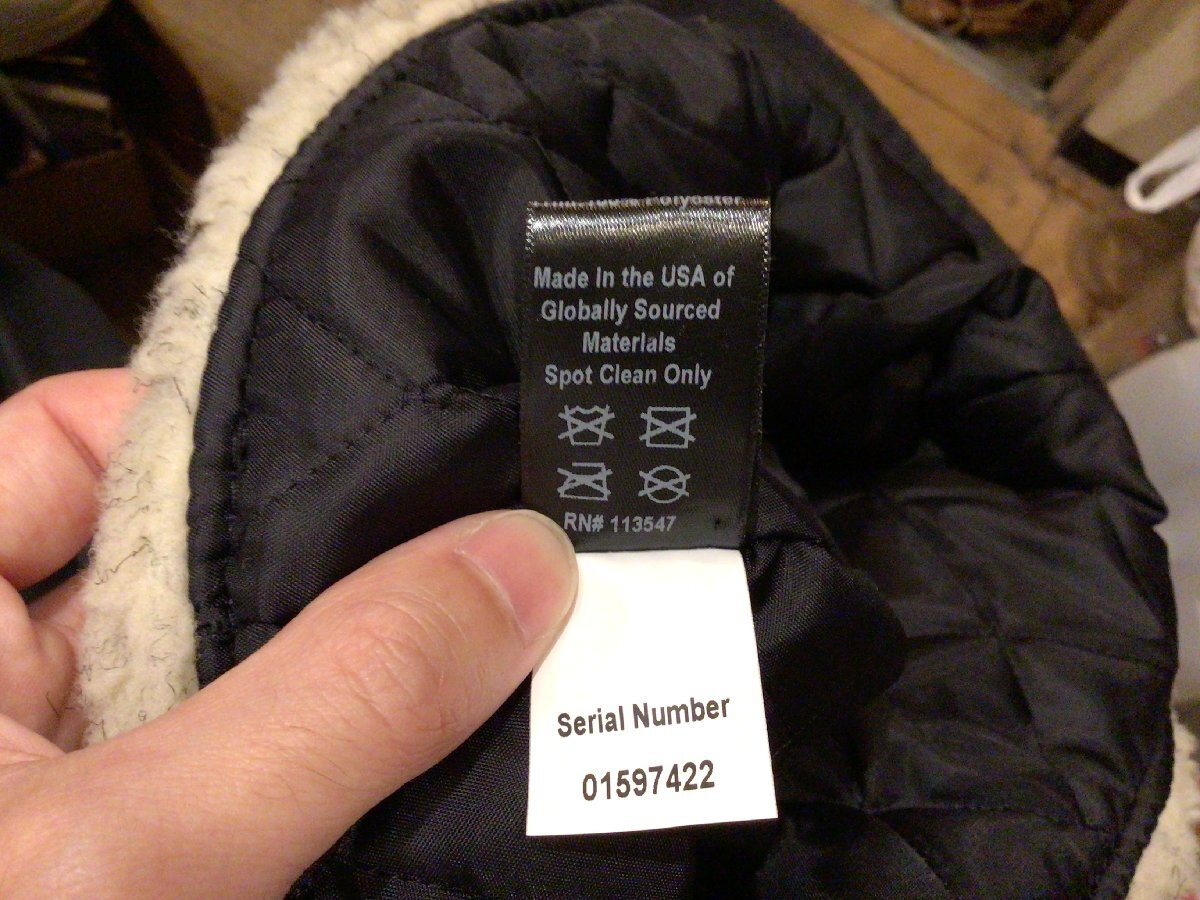 Made In the USA of
Globally Sourced
Materials
Spot Clean Only
RN# 113547
Serial Number
01597422